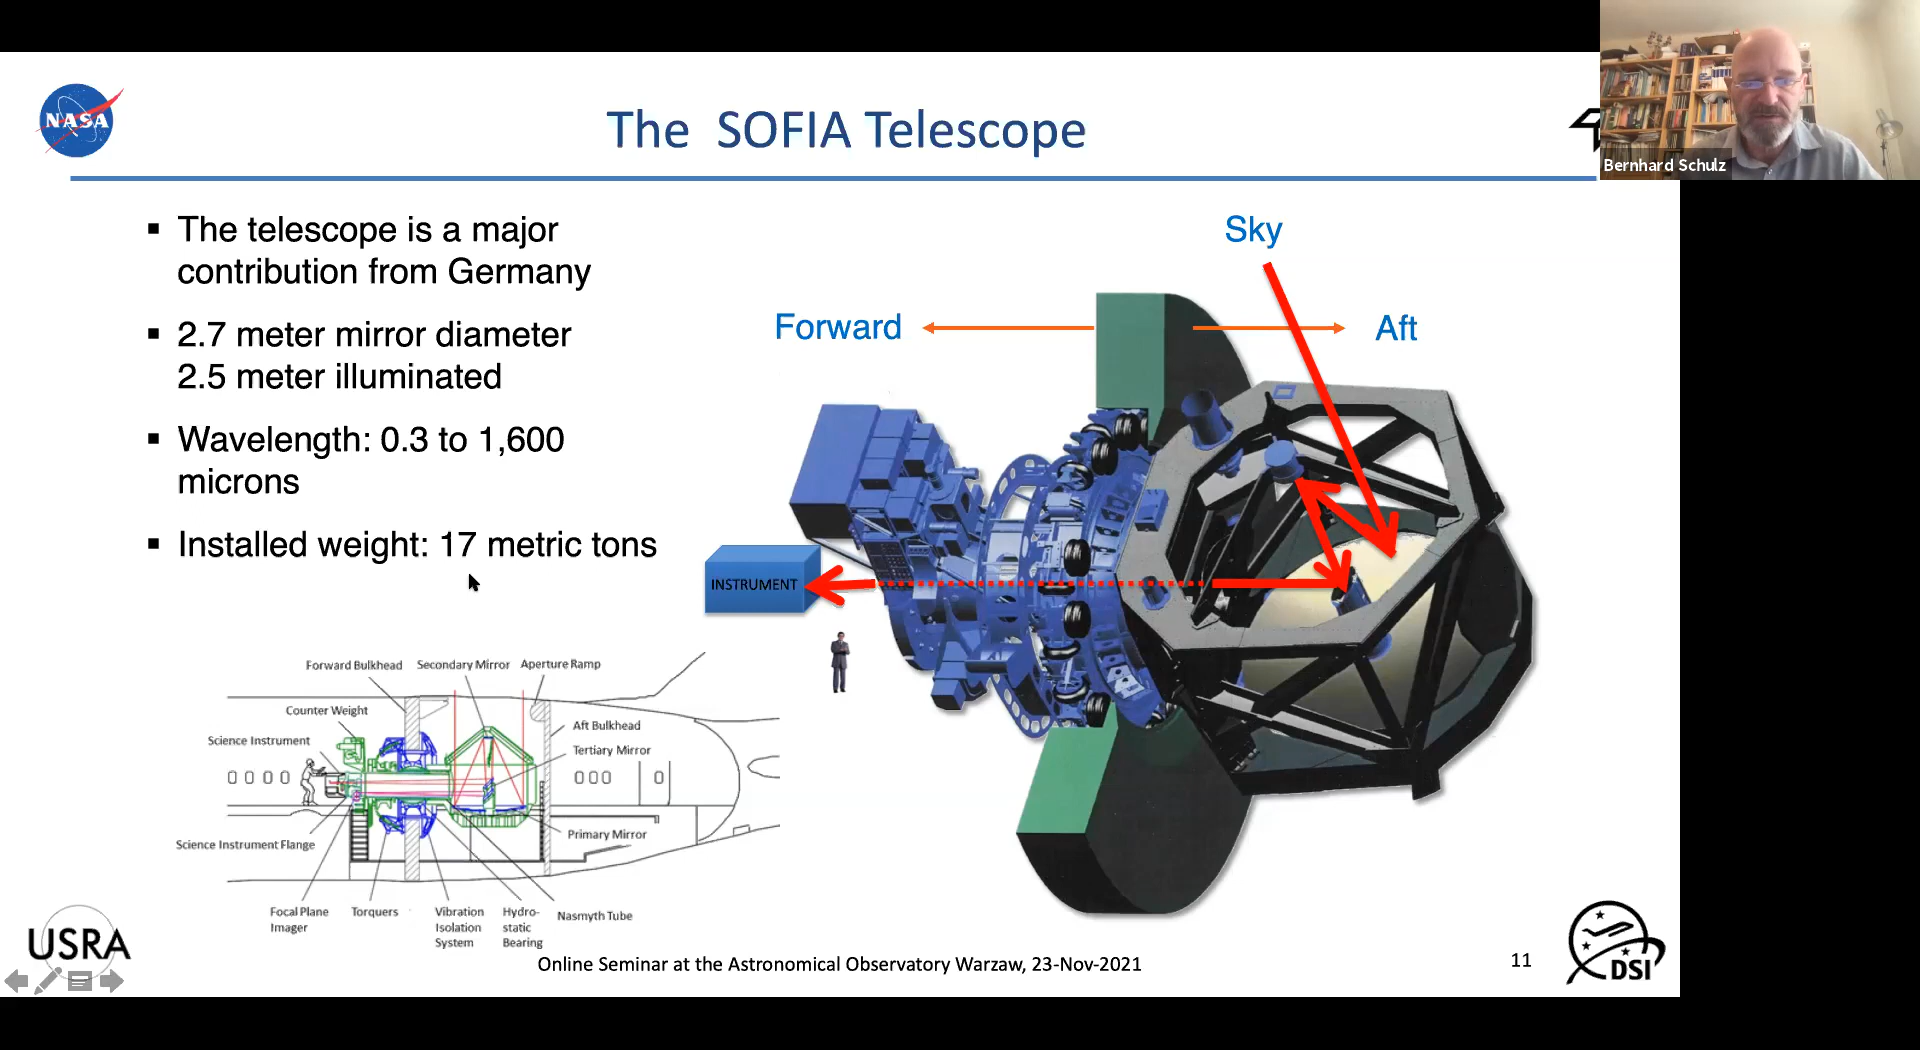 NASA
The SOFIA Telescope
Bernhard Schulz
▪ The telescope is a major
contribution from Germany
▪ 2.7 meter mirror diameter
2.5 meter illuminated
▪ Wavelength: 0.3 to 1,600
microns
▪ Installed weight: 17 metric tons
Sky
Forward
Aft
INSTRUMENT
Forward Bulkhead
Secondary Mirror
Aperture Ramp
Counter Weight
Aft Bulkhead
Science Instrument
Tertiary Mirror
Primary Mirror
Science Instrument Flange
Focal Plane
Imager
Torquers
Vibration
Isolation
System
Hydro-
static
Bearing
Nasmyth Tube
USRA
Online Seminar at the Astronomical Observatory Warzaw, 23-Nov-2021
11
DSI